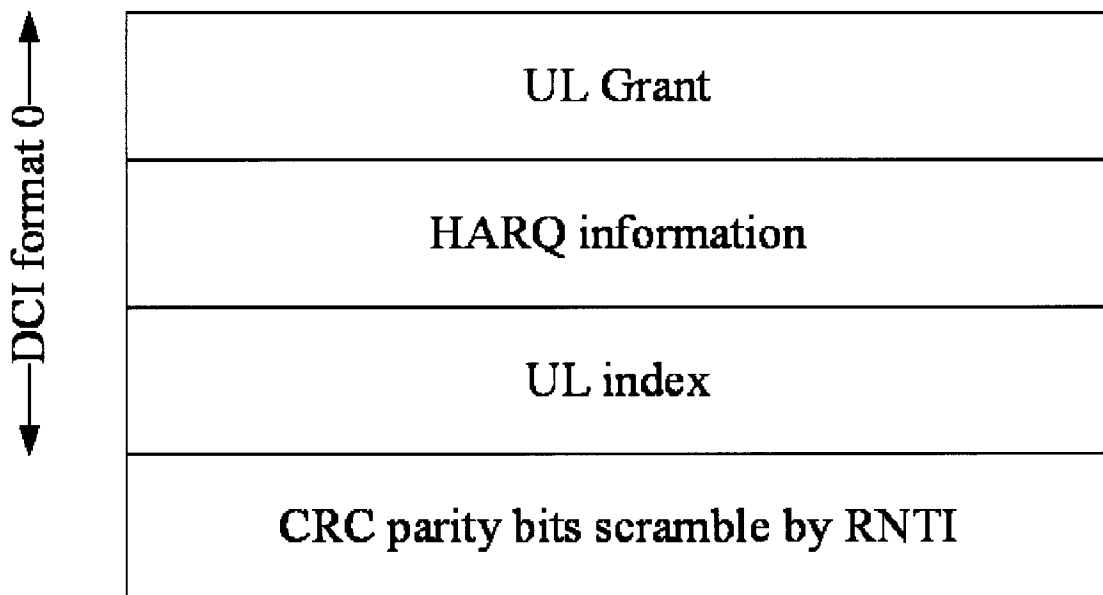 DCI format 0
UL Grant
HARQ information
UL index
CRC parity bits scramble by RNTI